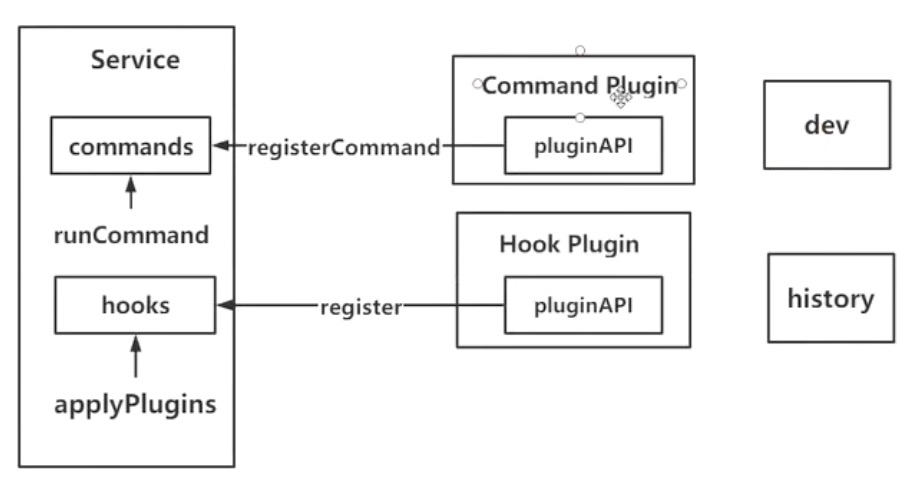 Service
commands
runCommand
hooks
applyPlugins
registerCommand
register
Command Plugin
pluginAPI
Hook Plugin
pluginAPI
dev
history